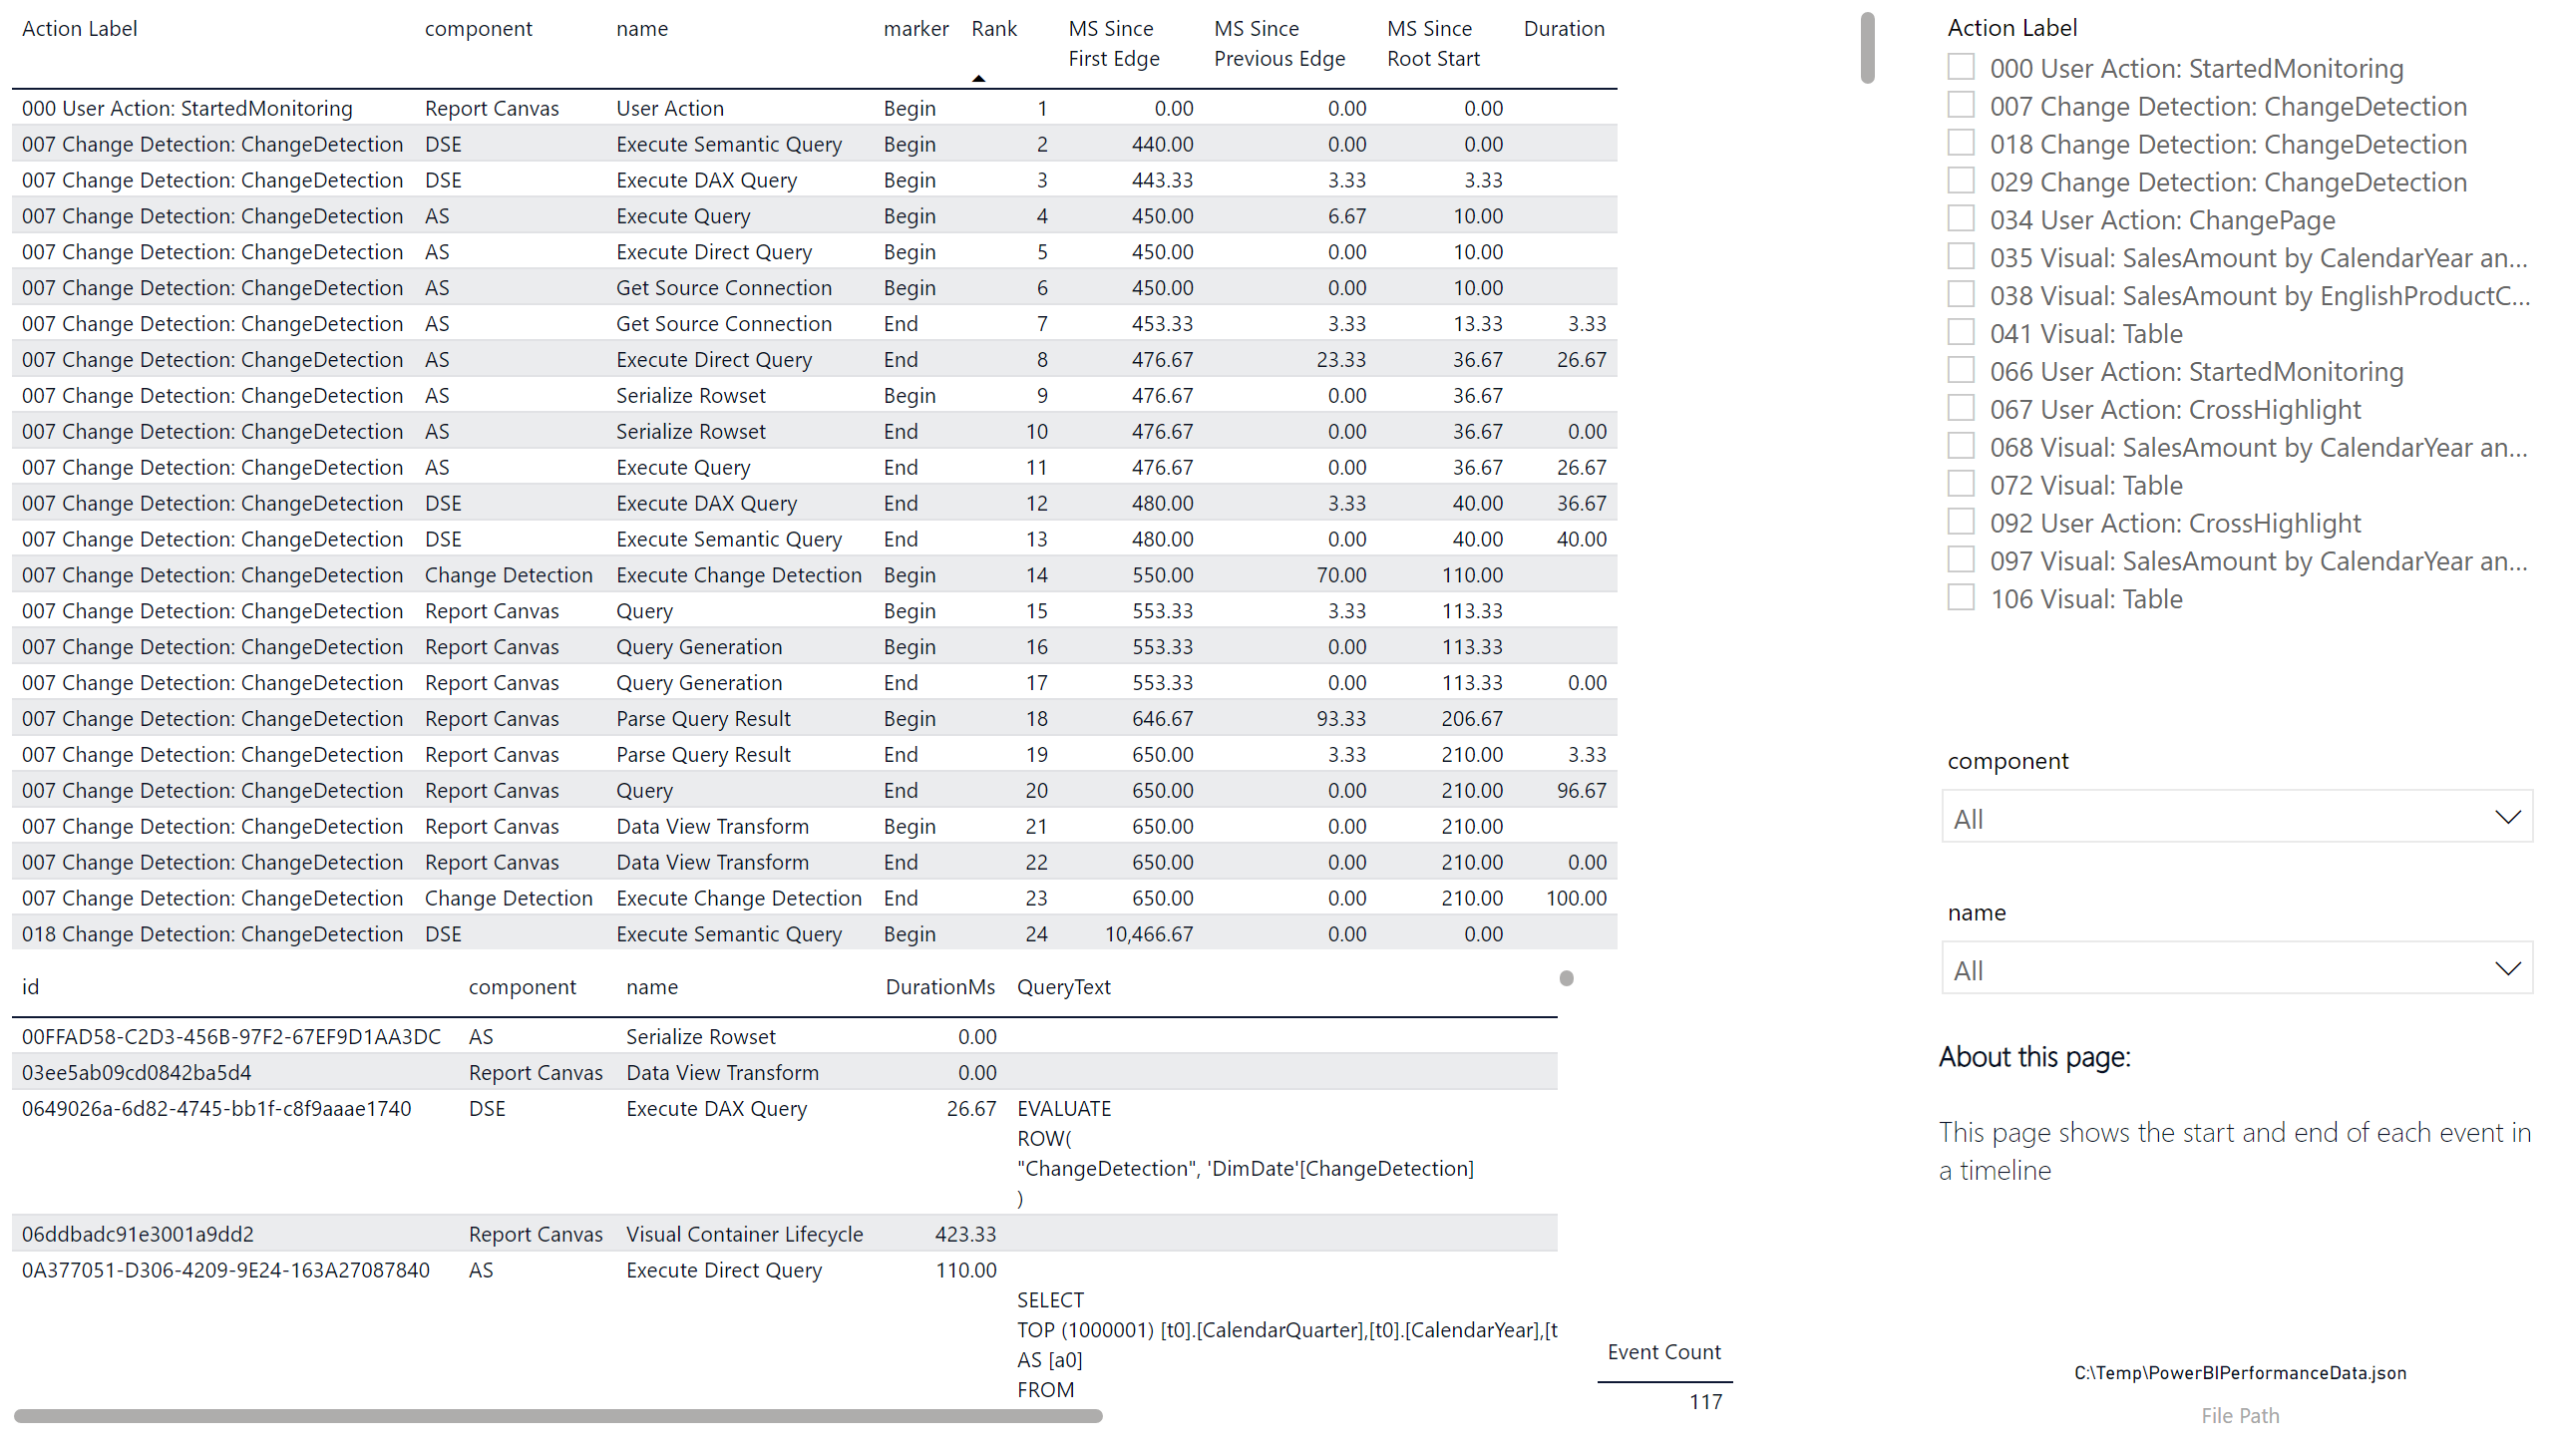 Action Label component name marker Rank MS Since First Edge MS Since Previous Edge MS Since Root Start Duration
000 User Action: StartedMonitoring Report Canvas User Action Begin 1 0.00 0.00 0.00
007 Change Detection: ChangeDetection DSE Execute Semantic Query Begin 2 440.00 0.00 0.00
007 Change Detection: ChangeDetection DSE Execute DAX Query Begin 3 443.33 3.33 3.33
007 Change Detection: ChangeDetection AS Execute Query Begin 4 450.00 6.67 10.00
007 Change Detection: ChangeDetection AS Execute Direct Query Begin 5 450.00 0.00 10.00
007 Change Detection: ChangeDetection AS Get Source Connection Begin 6 450.00 0.00 10.00
007 Change Detection: ChangeDetection AS Get Source Connection End 7 453.33 3.33 13.33 3.33
007 Change Detection: ChangeDetection AS Execute Direct Query End 8 476.67 23.33 36.67 26.67
007 Change Detection: ChangeDetection AS Serialize Rowset Begin 9 476.67 0.00 36.67
007 Change Detection: ChangeDetection AS Serialize Rowset End 10 476.67 0.00 36.67 0.00
007 Change Detection: ChangeDetection AS Execute Query End 11 476.67 0.00 36.67 26.67
007 Change Detection: ChangeDetection DSE Execute DAX Query End 12 480.00 3.33 40.00 36.67
007 Change Detection: ChangeDetection DSE Execute Semantic Query End 13 480.00 0.00 40.00 40.00
007 Change Detection: ChangeDetection Change Detection Execute Change Detection Begin 14 550.00 70.00 110.00
007 Change Detection: ChangeDetection Report Canvas Query Begin 15 553.33 3.33 113.33
007 Change Detection: ChangeDetection Report Canvas Query Generation Begin 16 553.33 0.00 113.33
007 Change Detection: ChangeDetection Report Canvas Query Generation End 17 553.33 0.00 113.33 0.00
007 Change Detection: ChangeDetection Report Canvas Parse Query Result Begin 18 646.67 93.33 206.67
007 Change Detection: ChangeDetection Report Canvas Parse Query Result End 19 650.00 3.33 210.00 3.33
007 Change Detection: ChangeDetection Report Canvas Query End 20 650.00 0.00 210.00 96.67
007 Change Detection: ChangeDetection Report Canvas Data View Transform Begin 21 650.00 0.00 210.00
007 Change Detection: ChangeDetection Report Canvas Data View Transform End 22 650.00 0.00 210.00 0.00
007 Change Detection: ChangeDetection Change Detection Execute Change Detection End 23 650.00 0.00 210.00 100.00
018 Change Detection: ChangeDetection DSE Execute Semantic Query Begin 24 10,466.67 0.00 0.00
id component name DurationMs QueryText
00FFAD58-C2D3-456B-97F2-67EF9D1AA3DC AS Serialize Rowset 0.00
03ee5ab09cd0842ba5d4 Report Canvas Data View Transform 0.00
0649026a-6d82-4745-bb1f-c8f9aaae1740 DSE Execute DAX Query 26.67 EVALUATE
ROW(
"ChangeDetection", 'DimDate'[ChangeDetection]
)
06ddbadc91e3001a9dd2 Report Canvas Visual Container Lifecycle 423.33
0A377051-D306-4209-9E24-163A27087840 AS Execute Direct Query 110.00
SELECT
TOP (1000001) [t0].[CalendarQuarter],[t0].[CalendarYear],[t
AS [a0]
FROM
Event Count
117
Action Label
000 User Action: StartedMonitoring
007 Change Detection: ChangeDetection
018 Change Detection: ChangeDetection
029 Change Detection: ChangeDetection
034 User Action: ChangePage
035 Visual: SalesAmount by CalendarYear an...
038 Visual: SalesAmount by EnglishProductC...
041 Visual: Table
066 User Action: StartedMonitoring
067 User Action: CrossHighlight
068 Visual: SalesAmount by CalendarYear an...
072 Visual: Table
092 User Action: CrossHighlight
097 Visual: SalesAmount by CalendarYear an...
106 Visual: Table
component
All
name
All
About this page:
This page shows the start and end of each event in
a timeline
C:\Temp\PowerBIPerformanceData.json
File Path